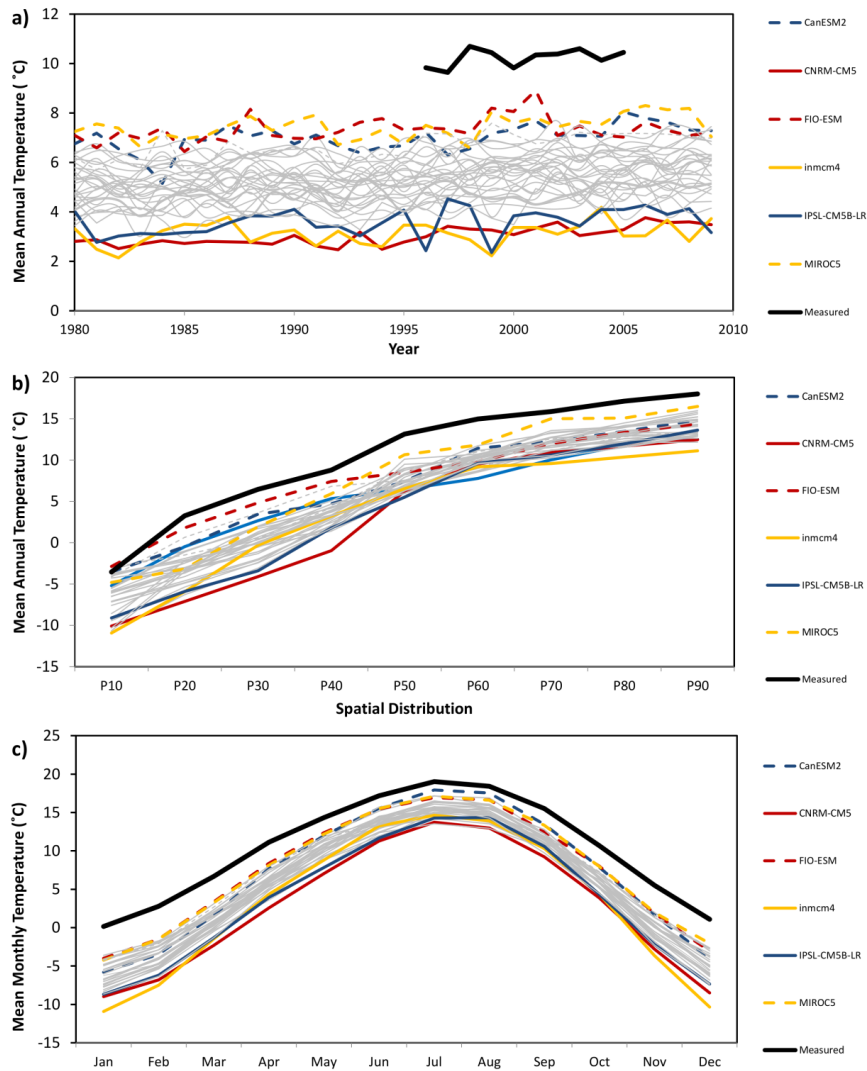 a)
Mean Annual Temperature ( ˚C)
12
10
8
6
4
2
0
1980
1985
1990
1995
2000
2005
2010
Year
CanESM2
CNRM-CM5
FIO-ESM
inmcm4
IPSL-CM5B-LR
MIROC5
Measured
b)
Mean Annual Temperature ( ˚C)
20
15
10
5
0
-5
-10
-15
P10
P20
P30
P40
P50
P60
P70
P80
P90
Spatial Distribution
CanESM2
CNRM-CM5
FIO-ESM
inmcm4
IPSL-CM5B-LR
MIROC5
Measured
c)
Mean Monthly Temperature (˚C)
25
20
15
10
5
0
-5
-10
-15
Jan
Feb
Mar
Apr
May
Jun
Jul
Aug
Sep
Oct
Nov
Dec
CanESM2
CNRM-CM5
FIO-ESM
inmcm4
IPSL-CM5B-LR
MIROC5
Measured